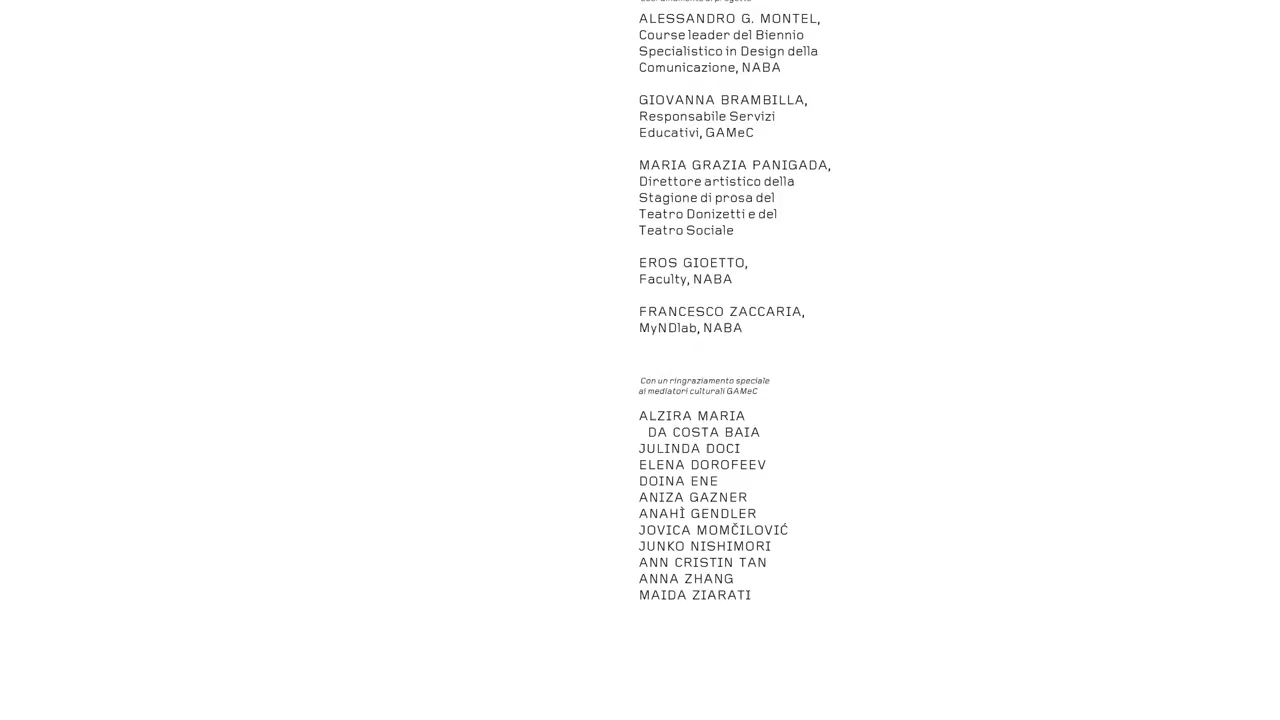 ALESSANDRO G. MONTEL,
Course leader del Biennio
Specialistico in Design della
Comunicazione, NABA
GIOVANNA BRAMBILLA,
Responsabile Servizi
Educativi, GAMeC
MARIA GRAZIA PANIGADA,
Direttore artistico della
Stagione di prosa del
Teatro Donizetti e del
Teatro Sociale
EROS GIOETTO,
Faculty, NABA
FRANCESCO ZACCARIA,
MyNDlab, NABA
Con un ringraziamento speciale
ai mediatori culturali GAMeC
ALZIRA MARIA
DA COSTA BAIA
JULINDA DOCI
ELENA DOROFEEV
DOINA ENE
ANIZA GAZNER
ANAHÌ GENDLER
JOVICA MOMČILOVIĆ
JUNKO NISHIMORI
ANN CRISTIN TAN
ANNA ZHANG
MAIDA ZIARATI